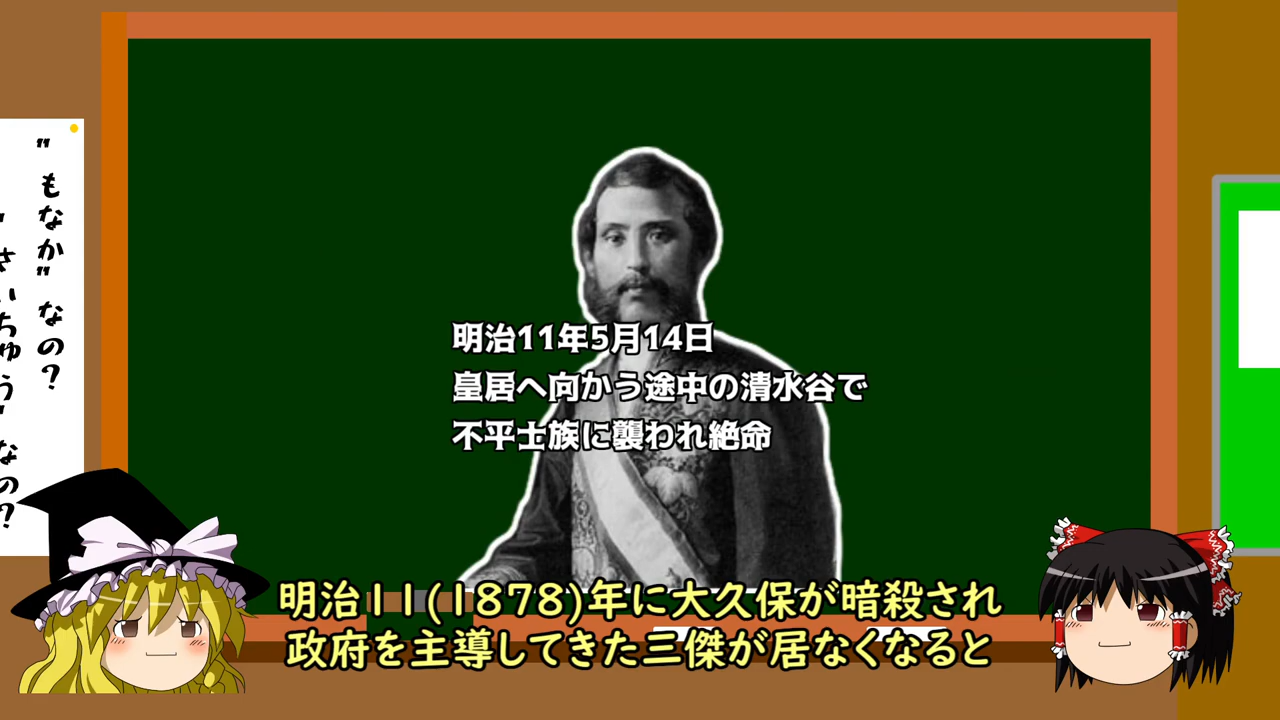 "もなか"なの?
"さいちゅう"なの?
明治11年5月14日
皇居へ向かう途中の清水谷で
不平士族に襲われ絶命
明治11(1878)年に大久保が暗殺され
政府を主導してきた三傑が居なくなると